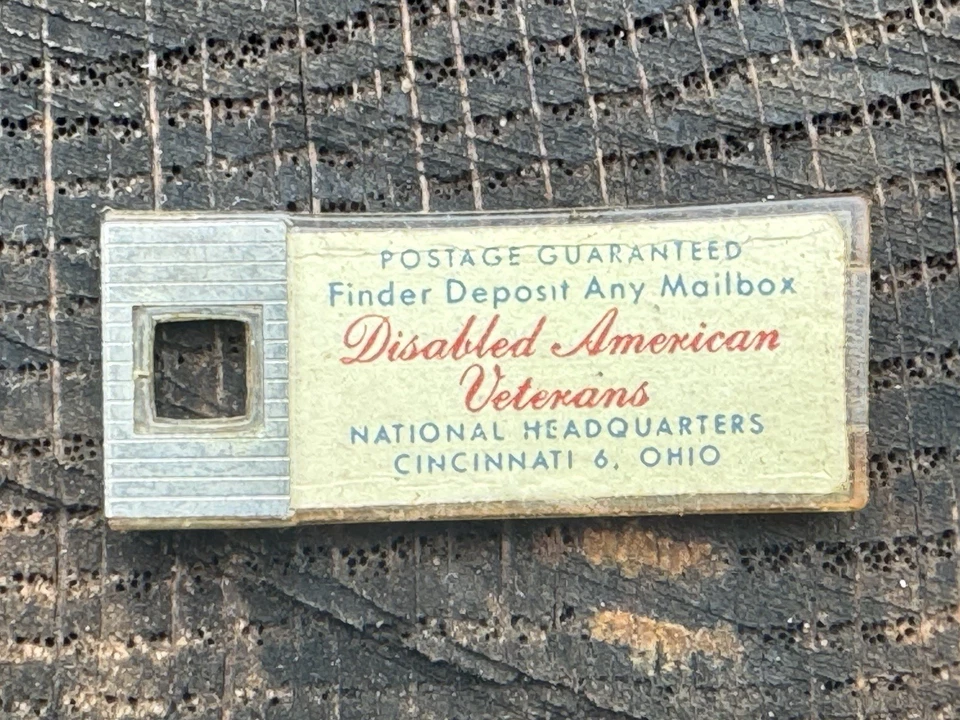 POSTAGE GUARANTEED
Finder Deposit Any Mailbox
Disabled American
Veterans
NATIONAL HEADQUARTERS
CINCINNATI 6, OHIO